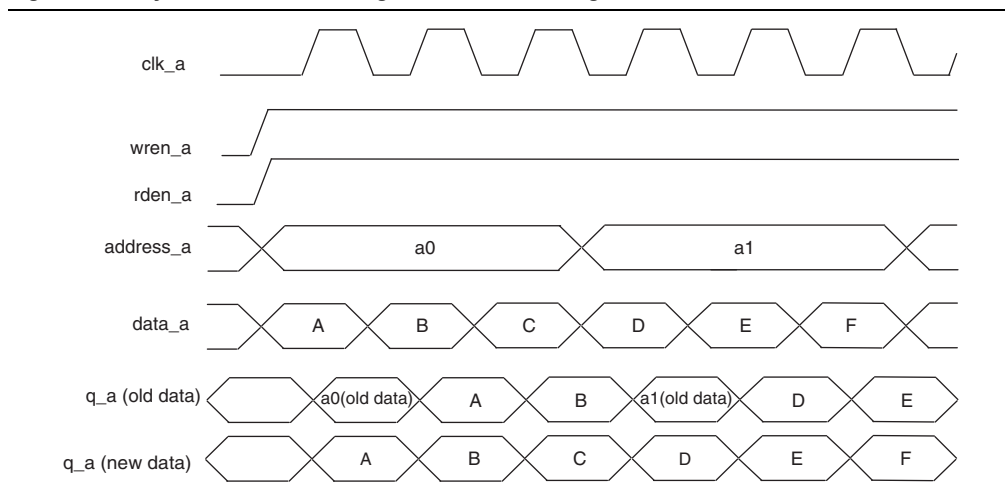 clk_a
wren_a
rden_a
address_a a0 a1
data_a A B C D E F
q_a (old data) a0(old data) A B a1(old data) D E
q_a (new data) A B C D E F